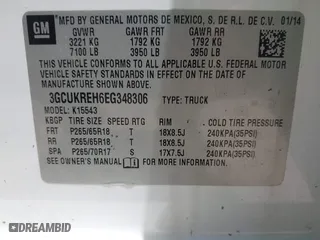 GM
MFD BY GENERAL MOTORS DE MEXICO, S. DE R.L. DE C.V. 01/14
GVWR GAWR FRT GAWR RR
3221 KG 1792 KG 1792 KG
7100 LB 3950 LB 3950 LB
THIS VEHICLE CONFORMS TO ALL APPLICABLE U.S. FEDERAL MOTOR
VEHICLE SAFETY STANDARDS IN EFFECT ON THE DATE OF
MANUFACTURE SHOWN ABOVE.
3GCUKREH6EG348306 TYPE: TRUCK
MODEL: K15543
KBGP TIRE SIZE SPEED RTG RIM COLD TIRE PRESSURE
FRT P265/65R18 T 18X8.5J 240KPA(35PSI)
RR P265/65R18 T 18X8.5J 240KPA(35PSI)
SPA P265/70R17 S 17X7.5J 240KPA(35PSI)
SEE OWNER'S MANUAL FOR ADDITIONAL INFORMATION.
DREAMBID